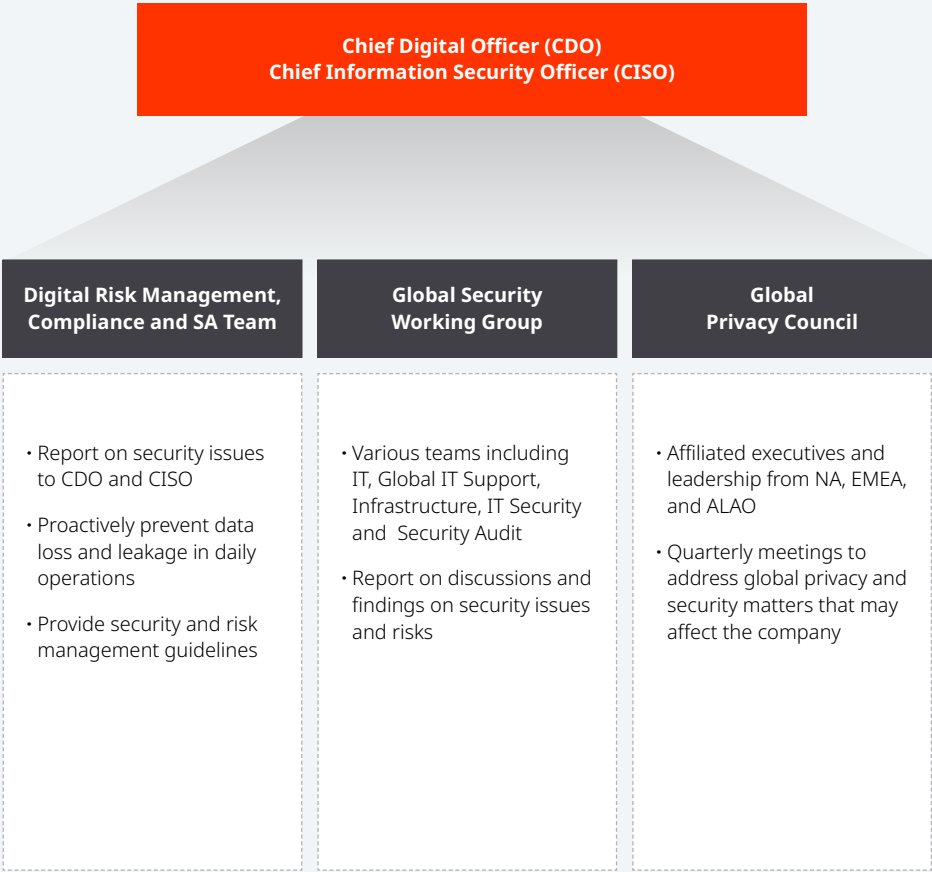 Chief Digital Officer (CDO)
Chief Information Security Officer (CISO)
Digital Risk Management,
Compliance and SA Team
· Report on security issues
to CDO and CISO
· Proactively prevent data
loss and leakage in daily
operations
· Provide security and risk
management guidelines
Global Security
Working Group
· Various teams including
IT, Global IT Support,
Infrastructure, IT Security
and  Security Audit
· Report on discussions and
findings on security issues
and risks
Global
Privacy Council
· Affiliated executives and
leadership from NA, EMEA,
and ALAO
· Quarterly meetings to
address global privacy and
security matters that may
affect the company